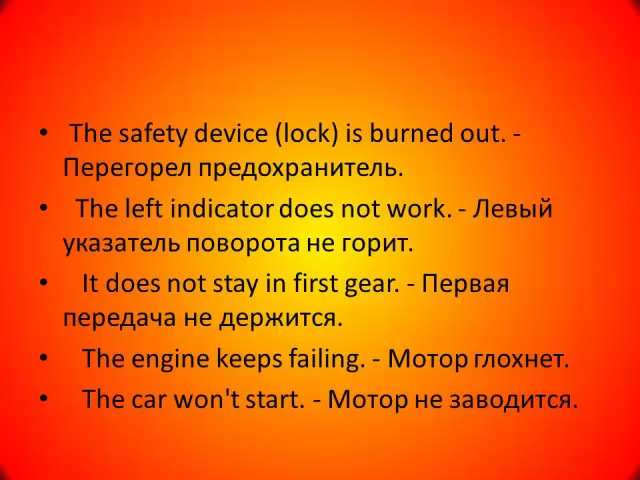 • The safety device (lock) is burned out. -
Перегорел предохранитель.
• The left indicator does not work. - Левый
указатель поворота не горит.
• It does not stay in first gear. - Первая
передача не держится.
• The engine keeps failing. - Мотор глохнет.
• The car won't start. - Мотор не заводится.